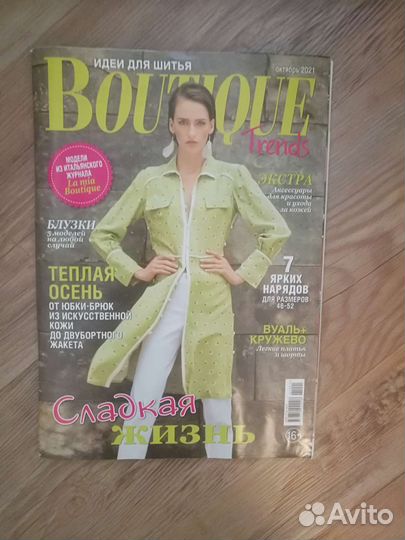 ИДЕИ ДЛЯ ШИТЬЯ
октябрь 2021
BOUTIQUE
Trends
МОДЕЛИ
ИЗ ИТАЛЬЯНСКОГО
ЖУРНАЛА
La mia
Boutique
ЭКСТРА
Аксессуары
для красоты
и ухода
за кожей
БЛУЗКИ
3 моделей
на любой
случай
ТЕПЛАЯ
ОСЕНЬ
ОТ ЮБКИ-БРЮК
ИЗ ИСКУССТВЕННОЙ
КОЖИ
ДО ДВУБОРТНОГО
ЖАКЕТА
7
ЯРКИХ
НАРЯДОВ
ДЛЯ РАЗМЕРОВ
48-52
ВУАЛЬ+
КРУЖЕВО
Легкие платья
и шорты
Сладкая
жизнь
16+
Avito